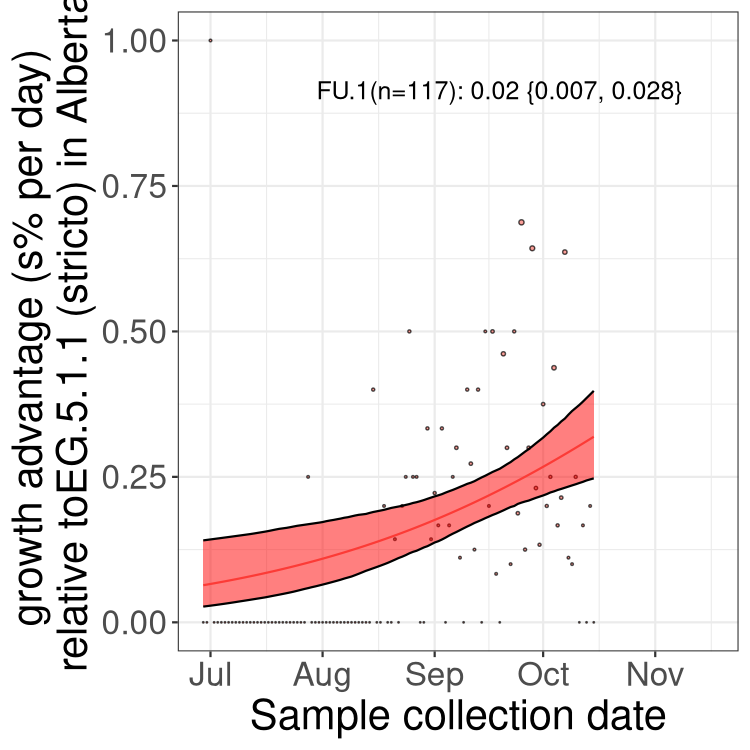 growth advantage (s% per day)
relative toEG.5.1.1 (stricto) in Alberta
1.00
0.75
0.50
0.25
0.00
FU.1(n=117): 0.02 {0.007, 0.028}
Jul Aug Sep Oct Nov
Sample collection date